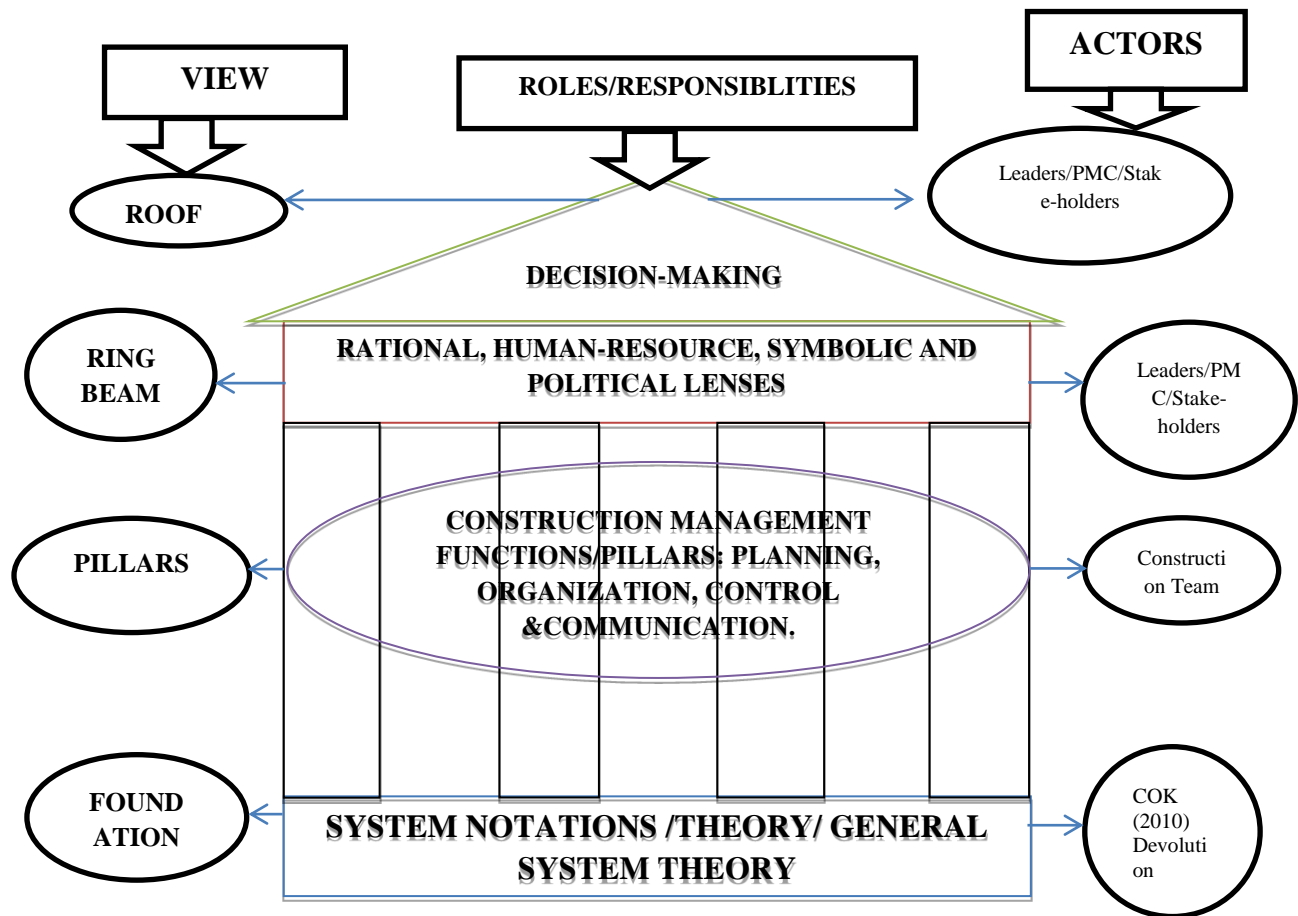 VIEW
ROLES/RESPONSIBLITIES
ACTORS
ROOF
Leaders/PMC/Stak
e-holders
DECISION-MAKING
RING
BEAM
RATIONAL, HUMAN-RESOURCE, SYMBOLIC AND
POLITICAL LENSES
Leaders/PM
C/Stake-
holders
PILLARS
CONSTRUCTION MANAGEMENT
FUNCTIONS/PILLARS: PLANNING,
ORGANIZATION, CONTROL
&COMMUNICATION.
Constructi
on Team
FOUND
ATION
SYSTEM NOTATIONS /THEORY/ GENERAL
SYSTEM THEORY
COK
(2010)
Devoluti
on